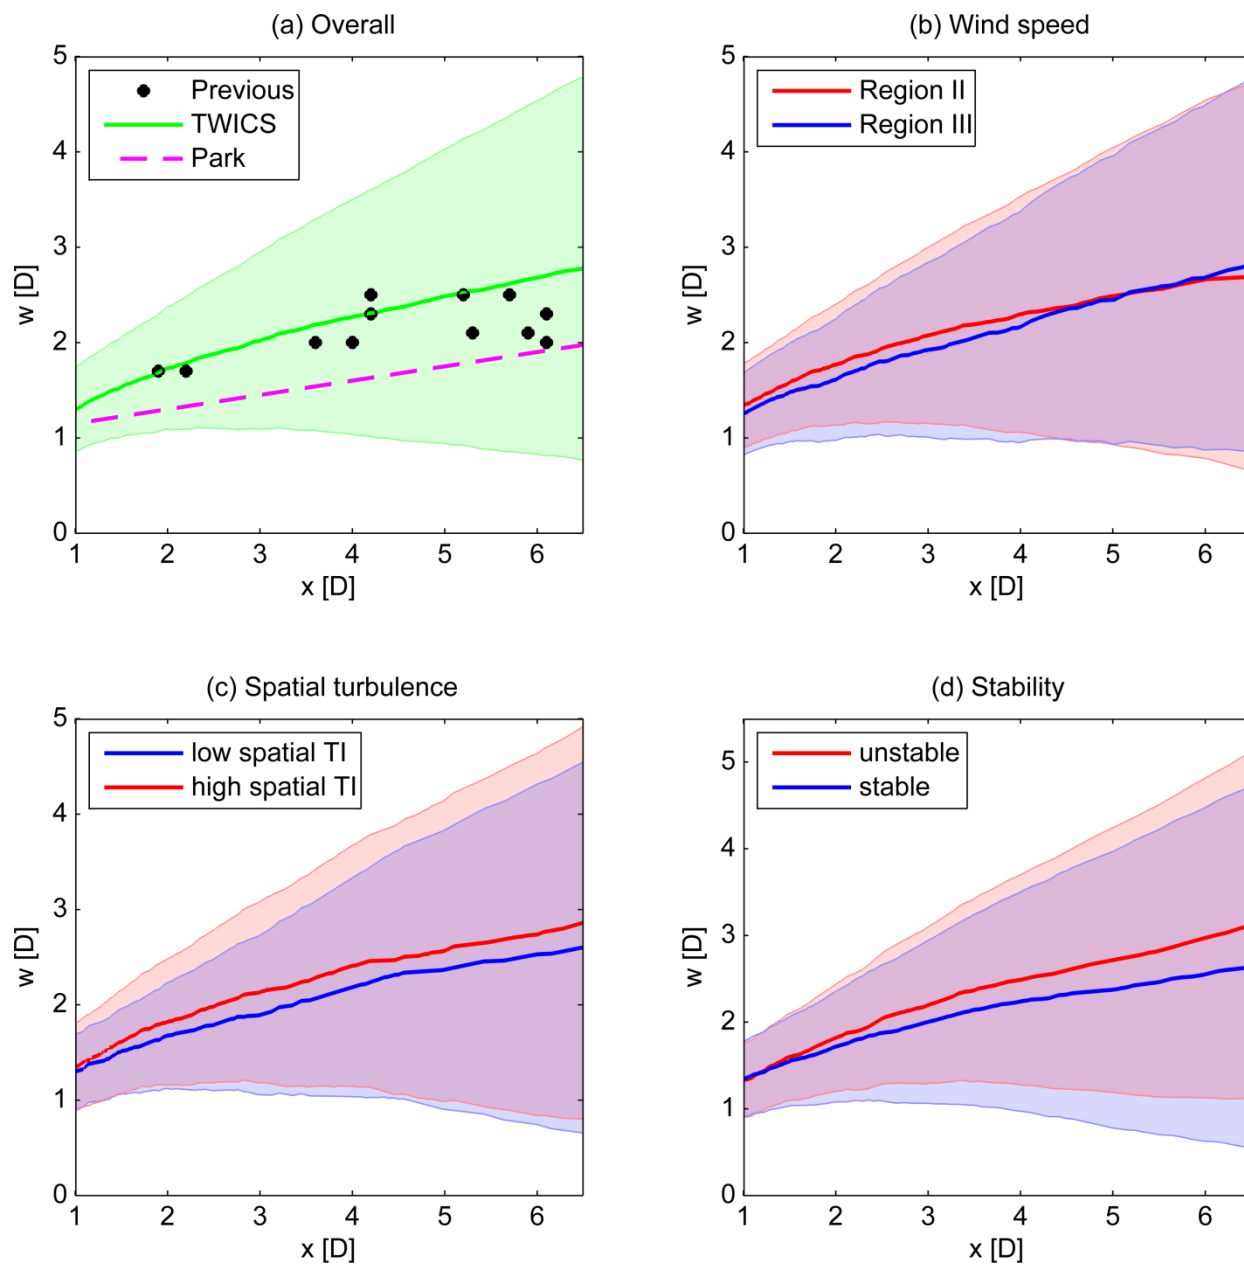 (a) Overall
5
4
3
2
1
0
w [D]
Previous
TWICS
Park
1 2 3 4 5 6
x [D]
(b) Wind speed
5
4
3
2
1
0
w [D]
Region II
Region III
1 2 3 4 5 6
x [D]
(c) Spatial turbulence
5
4
3
2
1
0
w [D]
low spatial TI
high spatial TI
1 2 3 4 5 6
x [D]
(d) Stability
5
4
3
2
1
0
w [D]
unstable
stable
1 2 3 4 5 6
x [D]